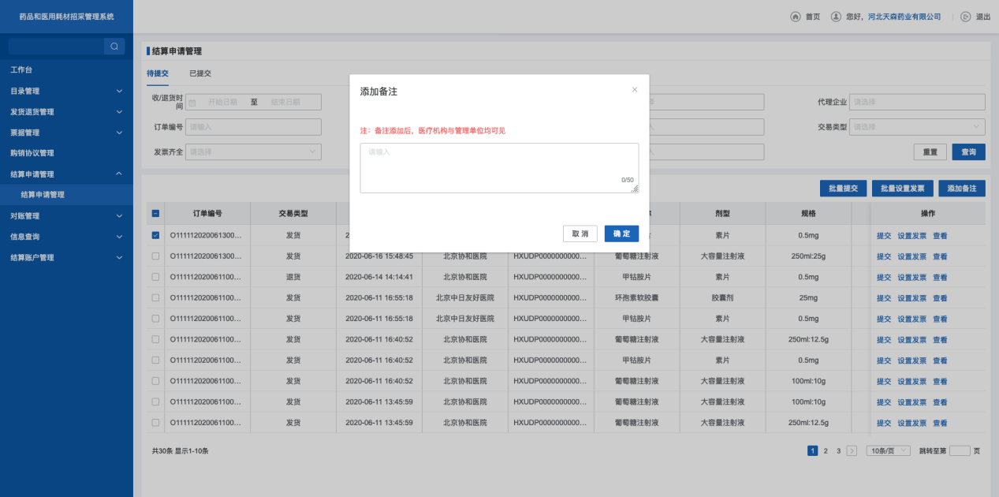 药品和医用耗材招采管理系统
首页 您好, 河北天森药业有限公司 退出
工作台
目录管理
发货退货管理
票据管理
购销协议管理
结算申请管理
结算申请管理
对账管理
信息查询
结算账户管理
结算申请管理
待提交 已提交
收/退货时间 开始日期 至 结束日期
代理企业 请选择
订单编号 请输入
交易类型 请选择
发票齐全 请选择
重置 查询
批量提交 批量设置发票 添加备注
添加备注
注：备注添加后，医疗机构与管理单位均可见
请输入
0/50
取消 确定
订单编号 交易类型 剂型 规格 操作
O111112020061300... 发货 素片 0.5mg 提交 设置发票 查看
O111112020061300... 发货 2020-06-16 15:48:45 北京协和医院 HXUDP0000000000... 葡萄糖注射液 大容量注射液 250ml:25g 提交 设置发票 查看
O111112020061100... 退货 2020-06-14 14:14:41 北京协和医院 HXUDP0000000000... 甲钴胺片 素片 0.5mg 提交 设置发票 查看
O111112020061100... 发货 2020-06-11 16:55:18 北京中日友好医院 HXUDP0000000000... 环孢素软胶囊 胶囊剂 25mg 提交 设置发票 查看
O111112020061100... 发货 2020-06-11 16:55:18 北京中日友好医院 HXUDP0000000000... 甲钴胺片 素片 0.5mg 提交 设置发票 查看
O111112020061100... 发货 2020-06-11 16:40:52 北京协和医院 HXUDP0000000000... 葡萄糖注射液 大容量注射液 250ml:12.5g 提交 设置发票 查看
O111112020061100... 发货 2020-06-11 16:40:52 北京协和医院 HXUDP0000000000... 甲钴胺片 素片 0.5mg 提交 设置发票 查看
O111112020061100... 发货 2020-06-11 16:40:52 北京协和医院 HXUDP0000000000... 葡萄糖注射液 大容量注射液 100ml:10g 提交 设置发票 查看
O111112020061100... 发货 2020-06-11 13:45:59 北京协和医院 HXUDP0000000000... 葡萄糖注射液 大容量注射液 100ml:10g 提交 设置发票 查看
O111112020061100... 发货 2020-06-11 13:45:59 北京协和医院 HXUDP0000000000... 葡萄糖注射液 大容量注射液 250ml:12.5g 提交 设置发票 查看
共30条 显示1-10条
1 2 3 10条/页 跳转至第 页